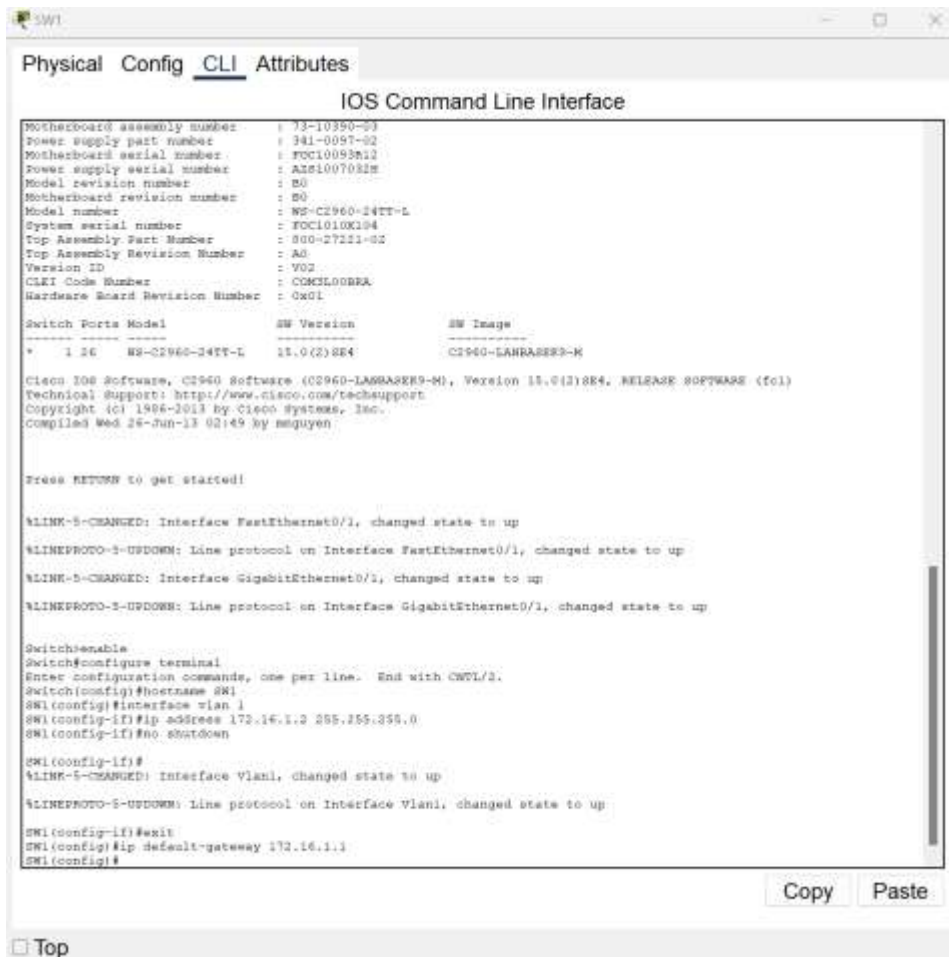 SW1
Physical Config CLI Attributes
IOS Command Line Interface
Motherboard assembly number : 73-10390-03
Power supply part number : 341-0097-02
Motherboard serial number : FOC10093R12
Power supply serial number : AZS1007032H
Model revision number : B0
Motherboard revision number : B0
Model number : WS-C2960-24TT-L
System serial number : FOC1010X104
Top Assembly Part Number : 800-27221-02
Top Assembly Revision Number : A0
Version ID : V02
CLEI Code Number : COM3L00BRA
Hardware Board Revision Number : 0x01
Switch Ports Model SW Version SW Image
------ ----- ----- ---------- ----------
* 1 26 WS-C2960-24TT-L 15.0(2)SE4 C2960-LANBASEK9-M
Cisco IOS Software, C2960 Software (C2960-LANBASEK9-M), Version 15.0(2)SE4, RELEASE SOFTWARE (fc1)
Technical Support: http://www.cisco.com/techsupport
Copyright (c) 1986-2013 by Cisco Systems, Inc.
Compiled Wed 26-Jun-13 02:49 by mnguyen
Press RETURN to get started!
%LINK-5-CHANGED: Interface FastEthernet0/1, changed state to up
%LINEPROTO-5-UPDOWN: Line protocol on Interface FastEthernet0/1, changed state to up
%LINK-5-CHANGED: Interface GigabitEthernet0/1, changed state to up
%LINEPROTO-5-UPDOWN: Line protocol on Interface GigabitEthernet0/1, changed state to up
Switch>enable
Switch#configure terminal
Enter configuration commands, one per line. End with CNTL/Z.
Switch(config)#hostname SW1
SW1(config)#interface vlan 1
SW1(config-if)#ip address 172.16.1.2 255.255.255.0
SW1(config-if)#no shutdown
SW1(config-if)#
%LINK-5-CHANGED: Interface Vlan1, changed state to up
%LINEPROTO-5-UPDOWN: Line protocol on Interface Vlan1, changed state to up
SW1(config-if)#exit
SW1(config)#ip default-gateway 172.16.1.1
SW1(config)#
Copy Paste
Top